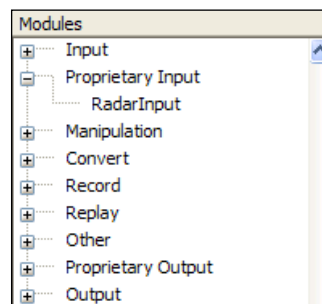 Modules
Input
Proprietary Input
RadarInput
Manipulation
Convert
Record
Replay
Other
Proprietary Output
Output